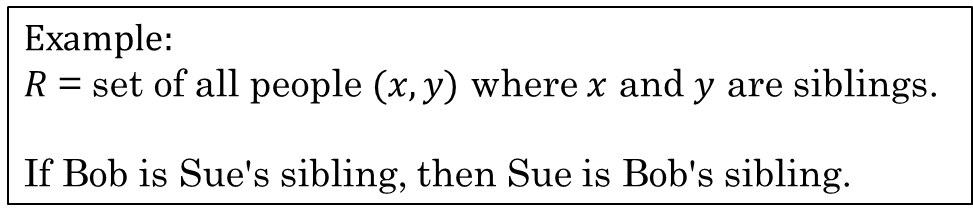 Example:
R = set of all people (x, y) where x and y are siblings.
If Bob is Sue's sibling, then Sue is Bob's sibling.